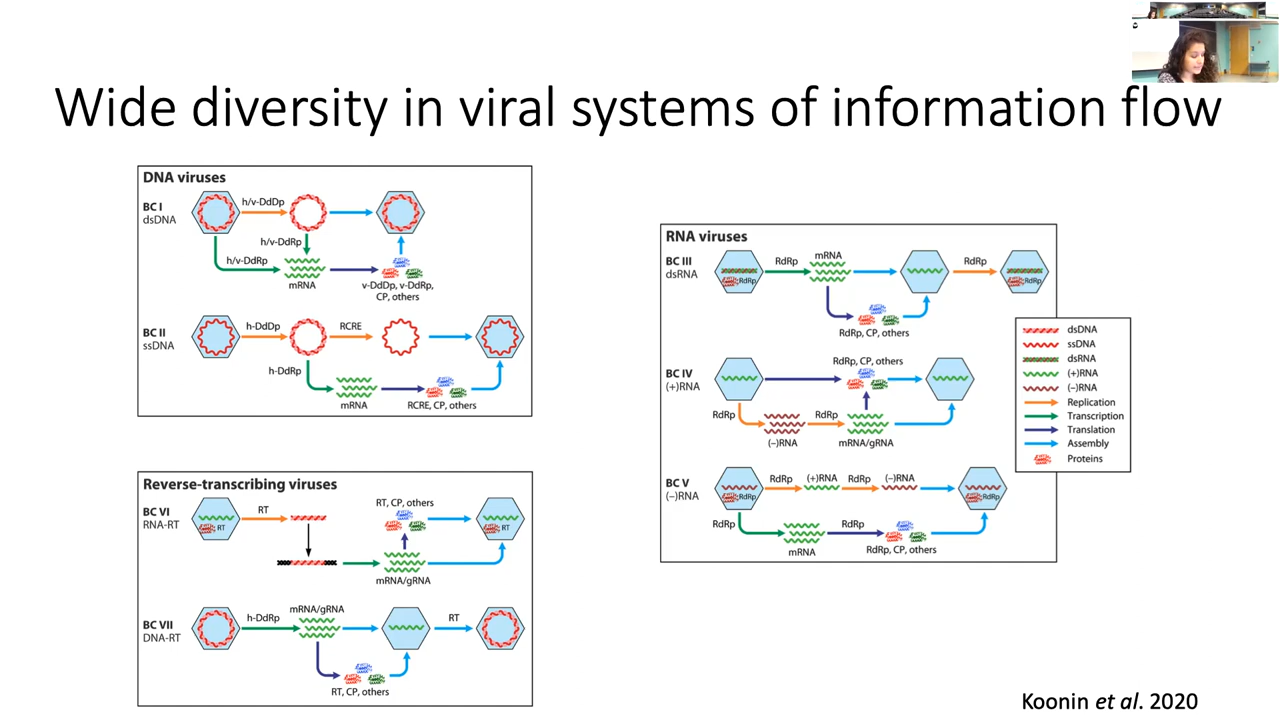 Wide diversity in viral systems of information flow
DNA viruses
BC I
dsDNA
h/v-DdDp
h/v-DdRp
h/v-DdRp
mRNA
v-DdDp, v-DdRp,
CP, others
BC II
ssDNA
h-DdDp
RCRE
h-DdRp
mRNA
RCRE, CP, others
Reverse-transcribing viruses
BC VI
RNA-RT
RT
RT
RT, CP, others
RT
mRNA/gRNA
BC VII
DNA-RT
h-DdRp
mRNA/gRNA
RT
RT, CP, others
RNA viruses
BC III
dsRNA
RdRp
RdRp
mRNA
RdRp
RdRp
RdRp, CP, others
BC IV
(+)RNA
RdRp, CP, others
RdRp
(–)RNA
RdRp
mRNA/gRNA
BC V
(–)RNA
RdRp
RdRp
(+)RNA
RdRp
(–)RNA
RdRp
RdRp
mRNA
RdRp
RdRp, CP, others
dsDNA
ssDNA
dsRNA
(+)RNA
(–)RNA
Replication
Transcription
Translation
Assembly
Proteins
Koonin et al. 2020